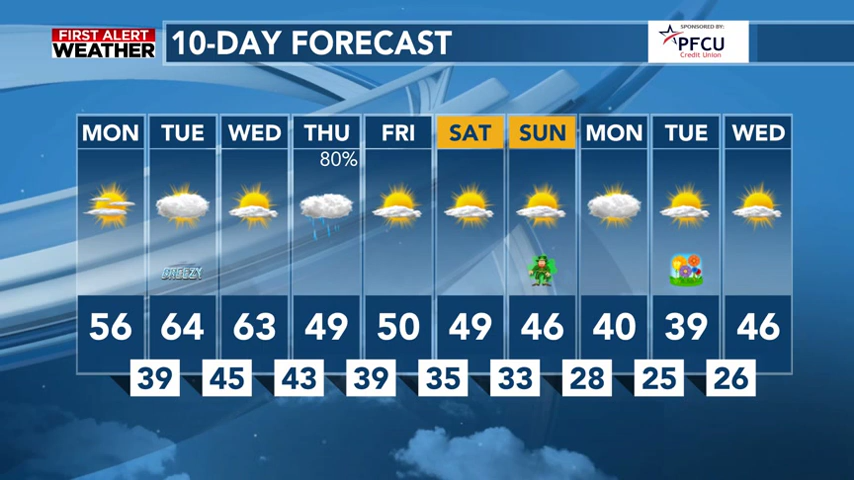 FIRST ALERT
WEATHER
10-DAY FORECAST
SPONSORED BY:
PFCU
Credit Union
MON TUE WED THU FRI SAT SUN MON TUE WED
80%
BREEZY
56 64 63 49 50 49 46 40 39 46
39 45 43 39 35 33 28 25 26